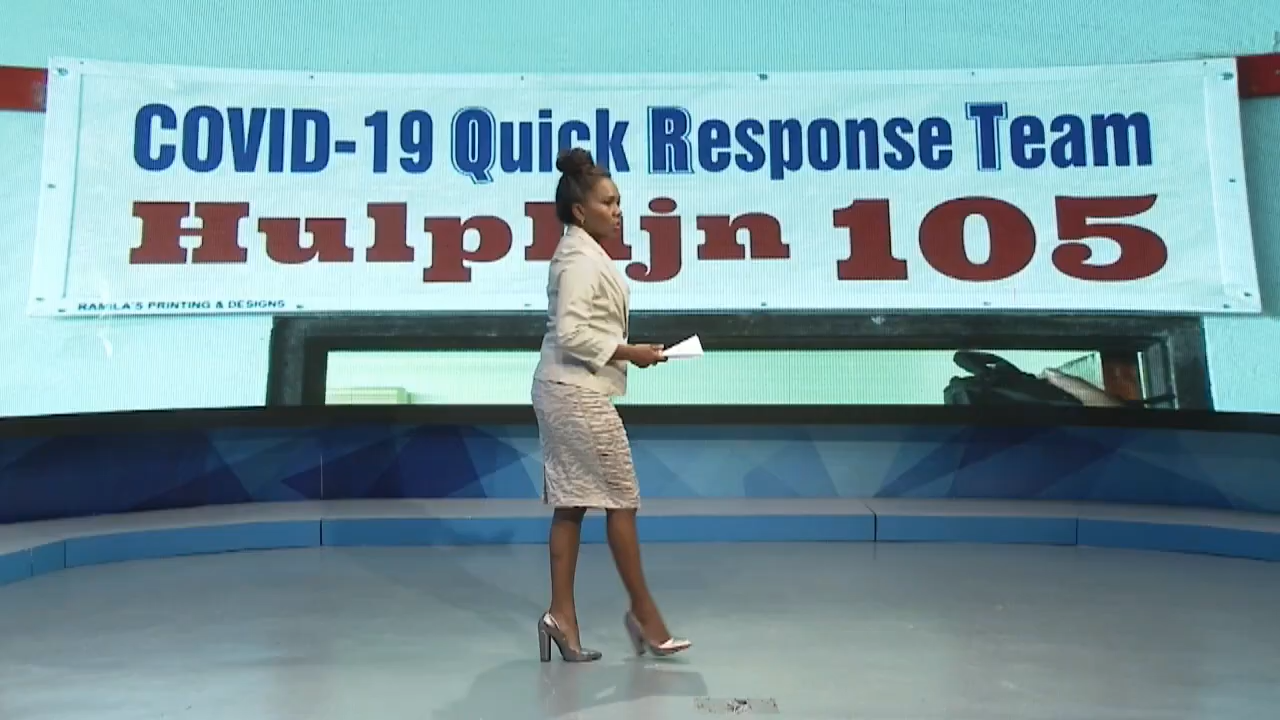 COVID-19 Quick Response Team
Hulplijn 105
RAMILA'S PRINTING & DESIGNS